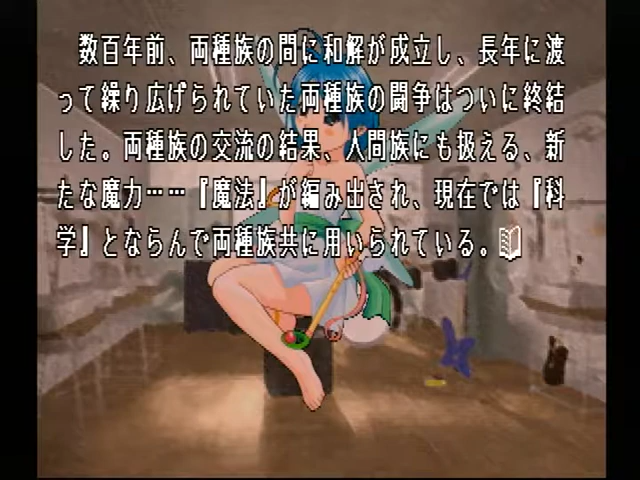 数百年前、両種族の間に和解が成立し、長年に渡
って繰り広げられていた両種族の闘争はついに終結
した。両種族の交流の結果、人間族にも扱える、新
たな魔力……『魔法』が編み出され、現在では『科
学』とならんで両種族共に用いられている。